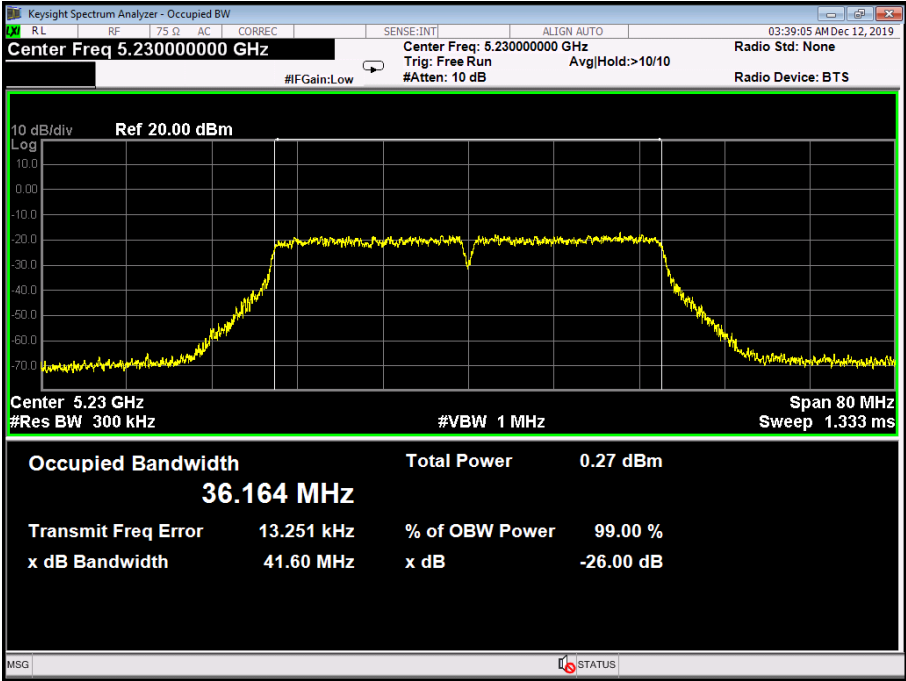 Keysight Spectrum Analyzer - Occupied BW
LXI RL RF 75 Ω AC CORREC SENSE:INT ALIGN AUTO 03:39:05 AM Dec 12, 2019
Center Freq 5.230000000 GHz Center Freq: 5.230000000 GHz Radio Std: None
Trig: Free Run Avg|Hold:>10/10
#IFGain:Low #Atten: 10 dB Radio Device: BTS
10 dB/div Ref 20.00 dBm
Log
10.0
0.00
-10.0
-20.0
-30.0
-40.0
-50.0
-60.0
-70.0
Center 5.23 GHz Span 80 MHz
#Res BW 300 kHz #VBW 1 MHz Sweep 1.333 ms
Occupied Bandwidth Total Power 0.27 dBm
36.164 MHz
Transmit Freq Error 13.251 kHz % of OBW Power 99.00 %
x dB Bandwidth 41.60 MHz x dB -26.00 dB
MSG STATUS